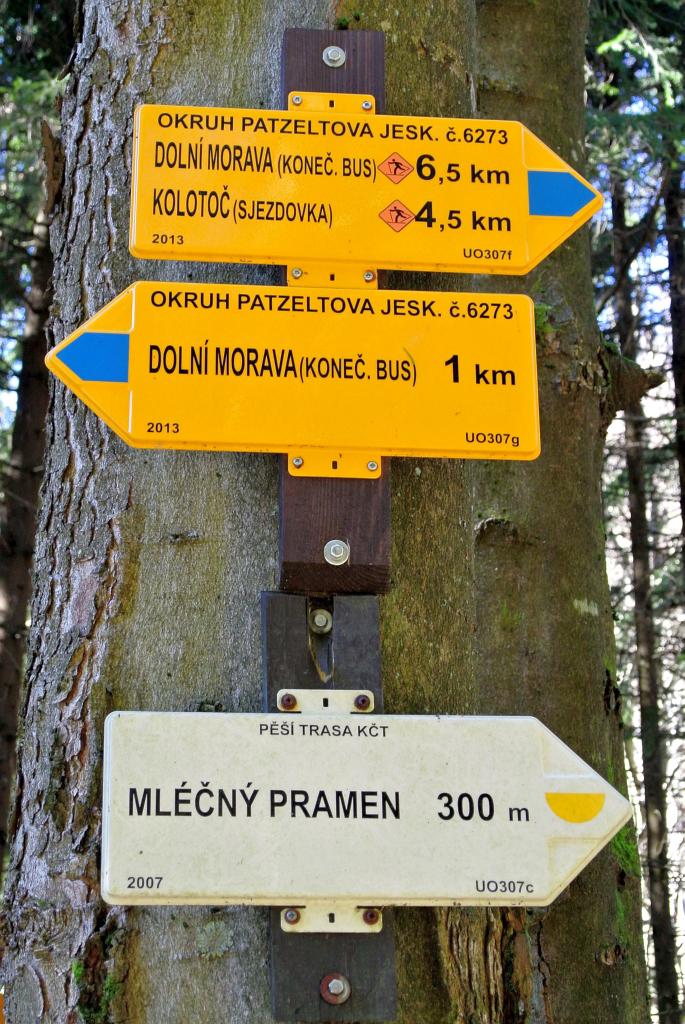 OKRUH PATZELTOVA JESK. č.6273
DOLNÍ MORAVA (KONEČ. BUS) 6,5 km
KOLOTOČ (SJEZDOVKA) 4,5 km
2013 UO307f
OKRUH PATZELTOVA JESK. č.6273
DOLNÍ MORAVA (KONEČ. BUS) 1 km
2013 UO307g
PĚŠÍ TRASA KČT
MLÉČNÝ PRAMEN 300 m
2007 UO307c